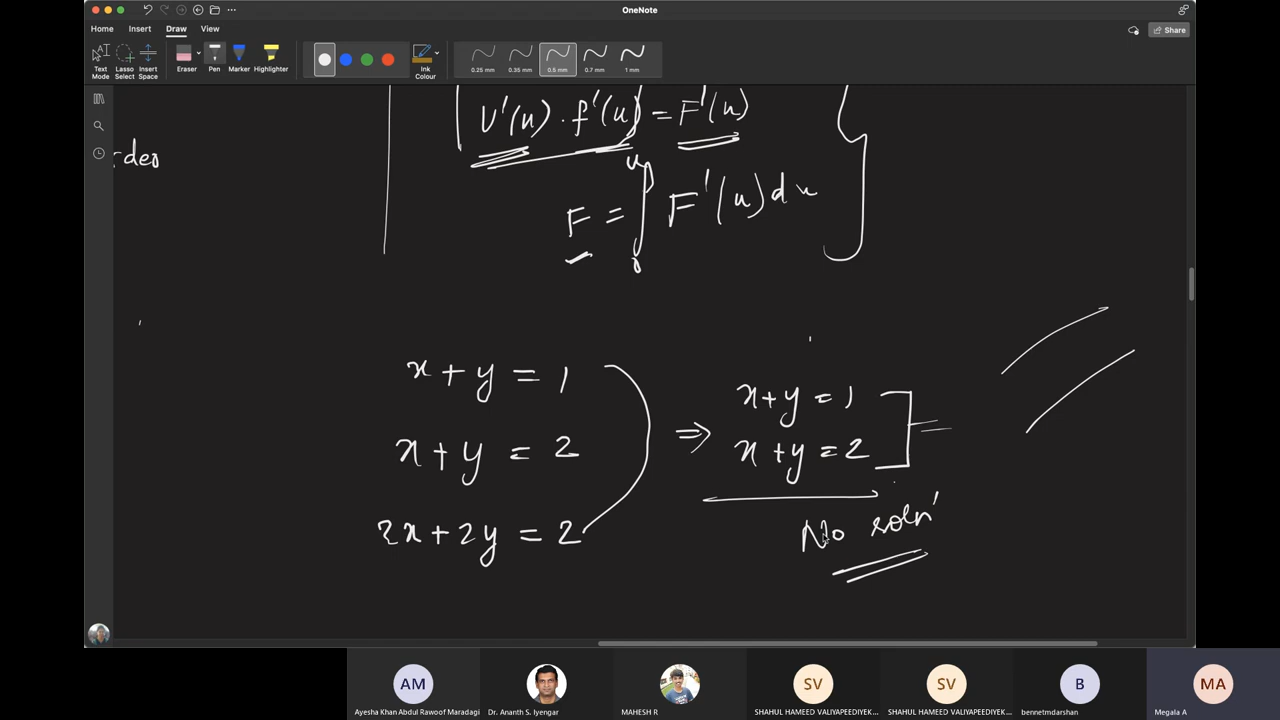 OneNote
Home Insert Draw View
Share
Text Mode Lasso Select Insert Space Eraser Pen Marker Highlighter Ink Colour 0.25 mm 0.35 mm 0.5 mm 0.7 mm 1 mm
U'(u) · f'(u) = F'(u)
F = ∫ F'(u) du
x + y = 1
x + y = 2
2x + 2y = 2
⇒
x + y = 1
x + y = 2
No soln'
AM SV SV B MA
Ayesha Khan Abdul Rawoof Maradagi Dr. Ananth S. Iyengar MAHESH R SHAHUL HAMEED VALIYAPEEDIYEK... SHAHUL HAMEED VALIYAPEEDIYEK... bennetmdarshan Megala A